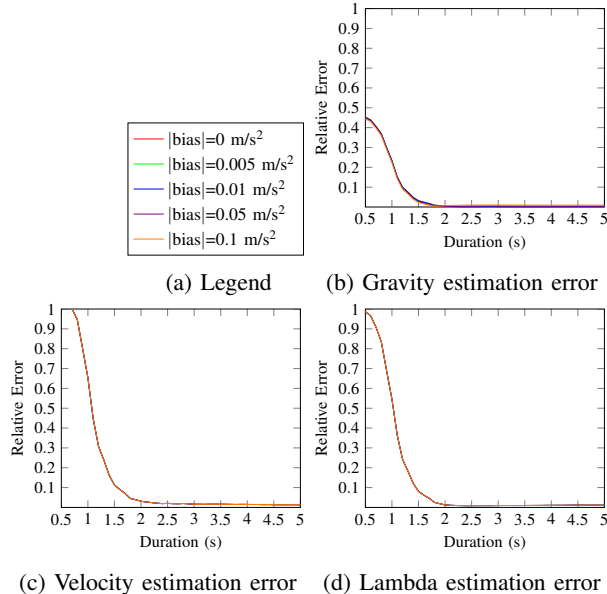 |bias|=0 m/s²
|bias|=0.005 m/s²
|bias|=0.01 m/s²
|bias|=0.05 m/s²
|bias|=0.1 m/s²
(a) Legend
1
0.9
0.8
0.7
0.6
0.5
0.4
0.3
0.2
0.1
Relative Error
0.5 1 1.5 2 2.5 3 3.5 4 4.5 5
Duration (s)
(b) Gravity estimation error
1
0.9
0.8
0.7
0.6
0.5
0.4
0.3
0.2
0.1
Relative Error
0.5 1 1.5 2 2.5 3 3.5 4 4.5 5
Duration (s)
(c) Velocity estimation error
1
0.9
0.8
0.7
0.6
0.5
0.4
0.3
0.2
0.1
Relative Error
0.5 1 1.5 2 2.5 3 3.5 4 4.5 5
Duration (s)
(d) Lambda estimation error